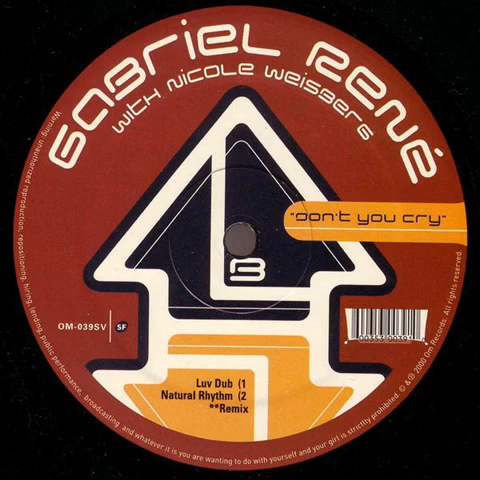 Gabriel René
with Nicole Weisberg
"Don't you cry"
B
OM-039SV
SF
Luv Dub (1
Natural Rhythm (2
**Remix
Warning: unauthorized reproduction, repositioning, hiring, lending, public performance, broadcasting and whatever it is you are wanting to do with yourself and your girl is strictlty prohibited. © & ℗ 2000 Om Records. All rights reserved.